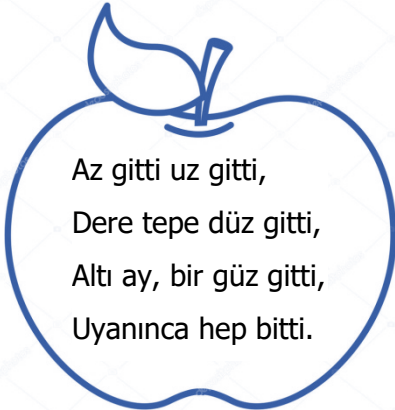 Az gitti uz gitti,
Dere tepe düz gitti,
Altı ay, bir güz gitti,
Uyanınca hep bitti.